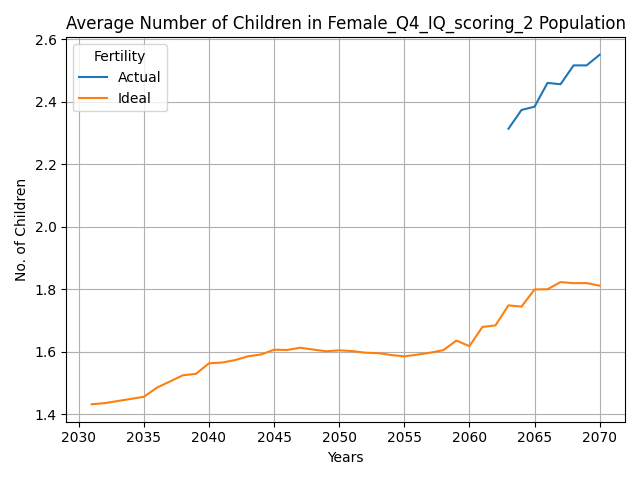 Average Number of Children in Female_Q4_IQ_scoring_2 Population
Fertility
Actual
Ideal
No. of Children
2.6
2.4
2.2
2.0
1.8
1.6
1.4
2030 2035 2040 2045 2050 2055 2060 2065 2070
Years